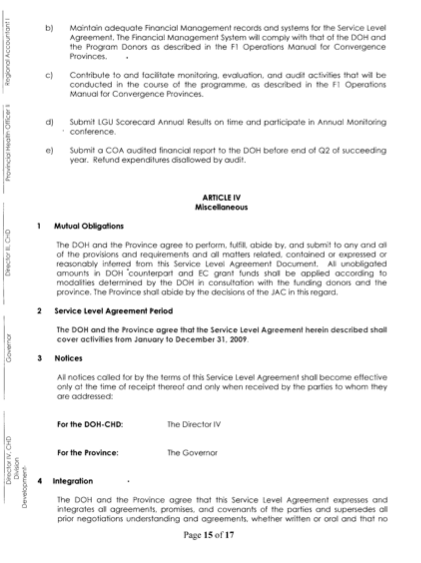 b) Maintain adequate Financial Management records and systems for the Service Level
Agreement. The Financial Management System will comply with that of the DOH and
the Program Donors as described in the F1 Operations Manual for Convergence
Provinces.
c) Contribute to and facilitate monitoring, evaluation, and audit activities that will be
conducted in the course of the programme, as described in the F1 Operations
Manual for Convergence Provinces.
d) Submit LGU Scorecard Annual Results on time and participate in Annual Monitoring
conference.
e) Submit a COA audited financial report to the DOH before end of Q2 of succeeding
year. Refund expenditures disallowed by audit.
ARTICLE IV
Miscellaneous
1 Mutual Obligations
The DOH and the Province agree to perform, fulfill, abide by, and submit to any and all
of the provisions and requirements and all matters related, contained or expressed or
reasonably inferred from this Service Level Agreement Document. All unobligated
amounts in DOH counterpart and EC grant funds shall be applied according to
modalities determined by the DOH in consultation with the funding donors and the
province. The Province shall abide by the decisions of the JAC in this regard.
2 Service Level Agreement Period
The DOH and the Province agree that the Service Level Agreement herein described shall
cover activities from January to December 31, 2009.
3 Notices
All notices called for by the terms of this Service Level Agreement shall become effective
only at the time of receipt thereof and only when received by the parties to whom they
are addressed:
For the DOH-CHD: The Director IV
For the Province: The Governor
4 Integration
The DOH and the Province agree that this Service Level Agreement expresses and
integrates all agreements, promises, and covenants of the parties and supersedes all
prior negotiations understanding and agreements, whether written or oral and that no
Page 15 of 17
Regional Accountant I
Provincial Health Officer II
Director III, CHD
Governor
Director IV, CHD
Division
Development